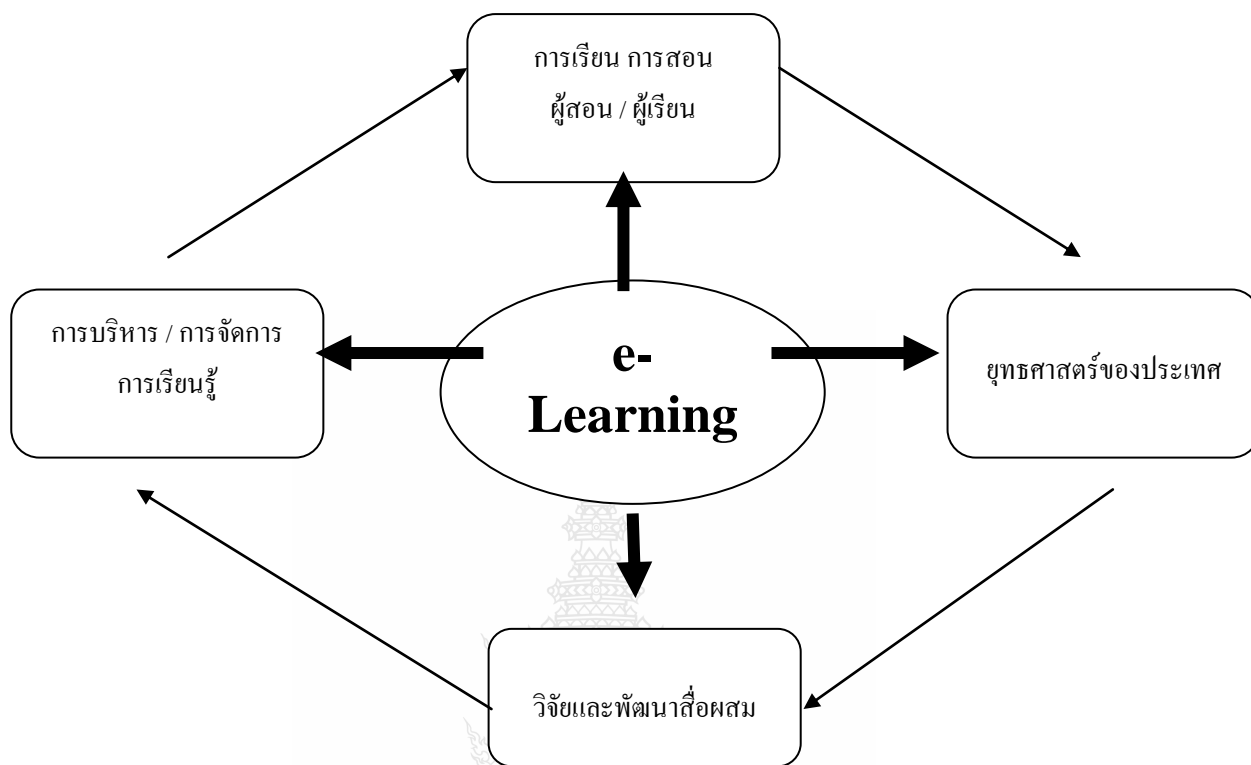 การเรียน การสอน
ผู้สอน / ผู้เรียน
การบริหาร / การจัดการ
การเรียนรู้
e-
Learning
ยุทธศาสตร์ของประเทศ
วิจัยและพัฒนาสื่อผสม